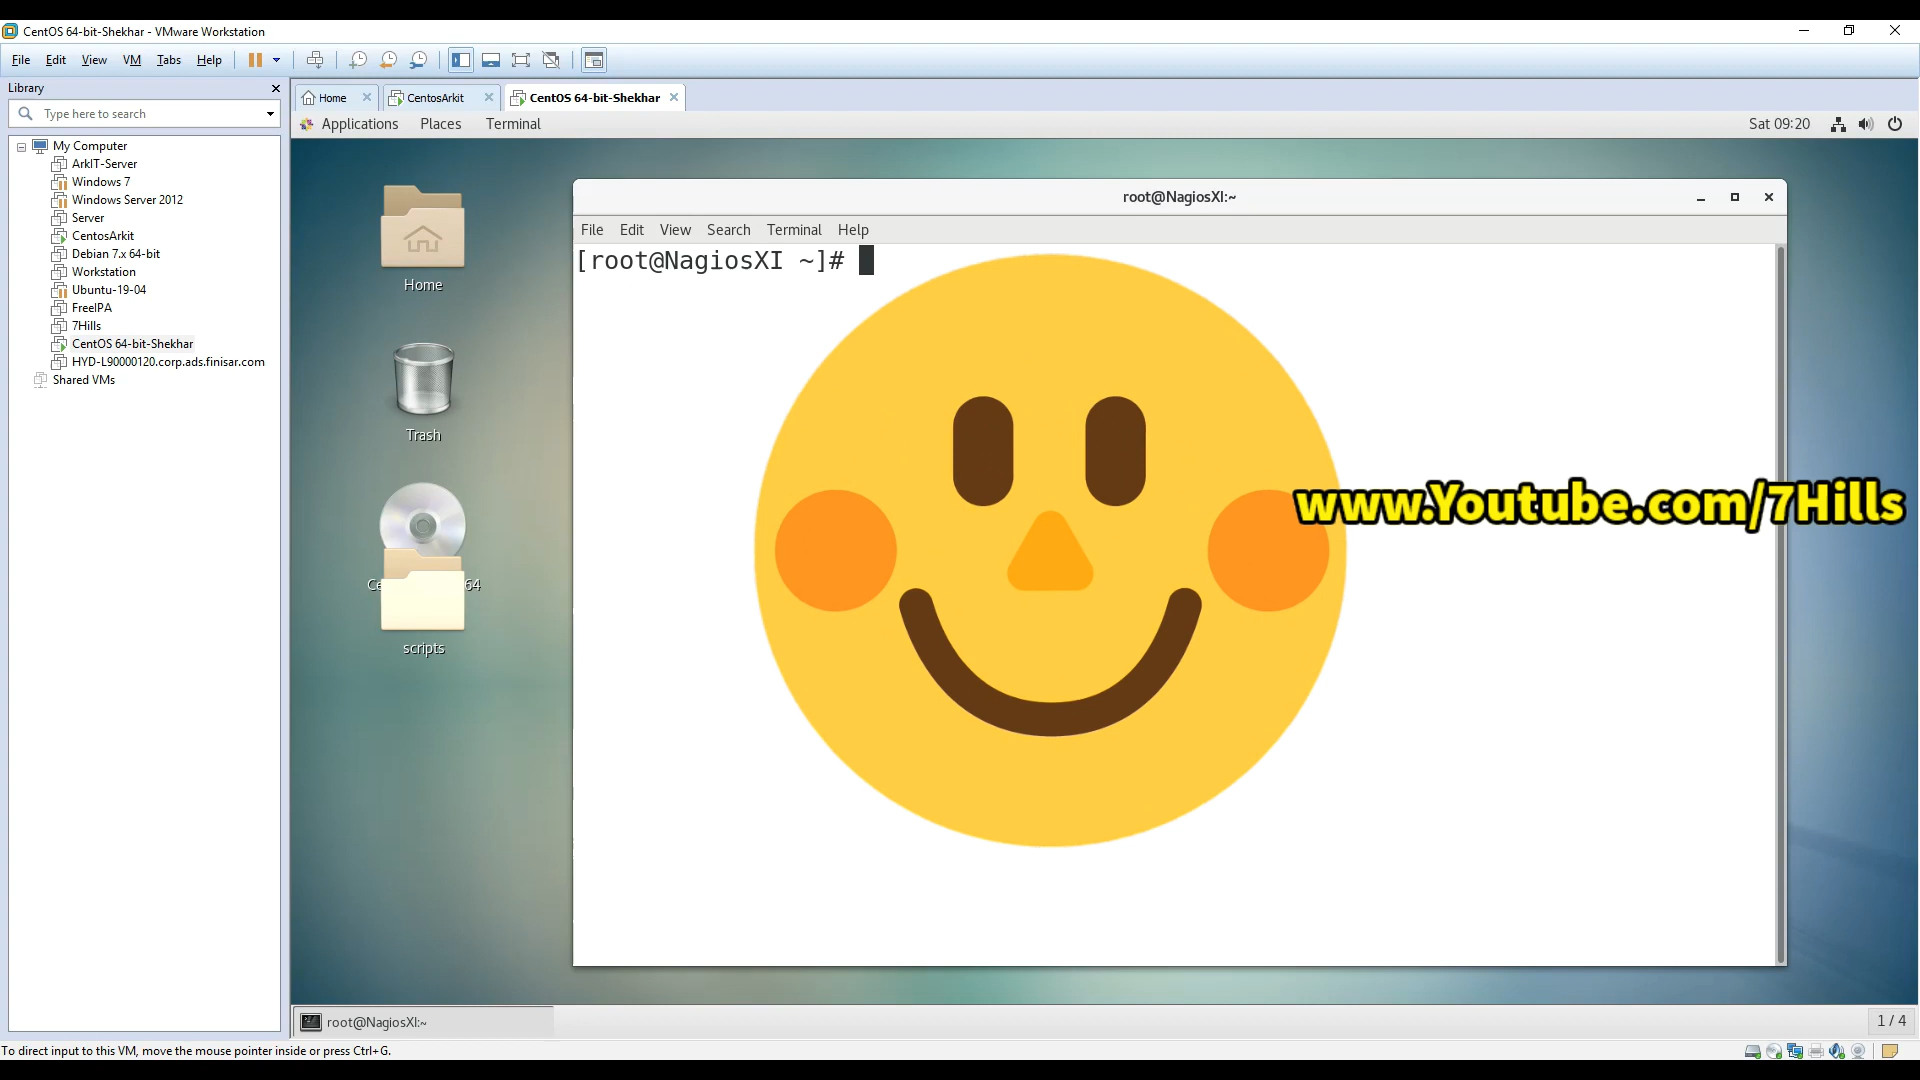 CentOS 64-bit-Shekhar - VMware Workstation
File Edit View VM Tabs Help
Library
Type here to search
My Computer
ArkIT-Server
Windows 7
Windows Server 2012
Server
CentosArkit
Debian 7.x 64-bit
Workstation
Ubuntu-19-04
FreeIPA
7Hills
CentOS 64-bit-Shekhar
HYD-L90000120.corp.ads.finisar.com
Shared VMs
Home CentosArkit CentOS 64-bit-Shekhar
Applications Places Terminal Sat 09:20
Home
Trash
Ce 64
scripts
root@NagiosXI:~
File Edit View Search Terminal Help
[root@NagiosXI ~]#
www.Youtube.com/7Hills
root@NagiosXI:~
1 / 4
To direct input to this VM, move the mouse pointer inside or press Ctrl+G.